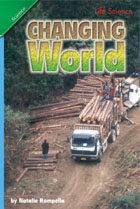 Science
Life Science
CHANGING
World
by Natalie Rompella